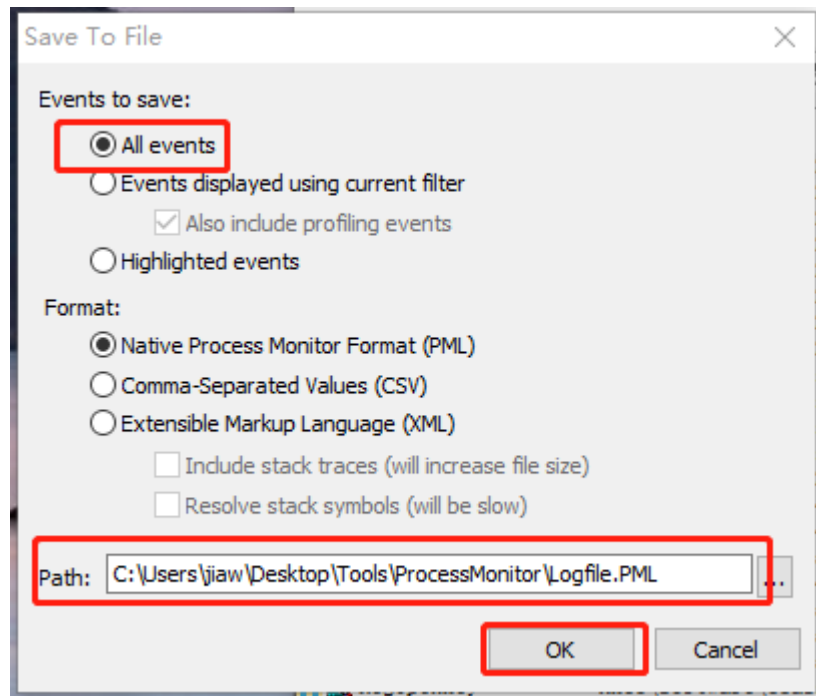 Save To File
Events to save:
All events
Events displayed using current filter
Also include profiling events
Highlighted events
Format:
Native Process Monitor Format (PML)
Comma-Separated Values (CSV)
Extensible Markup Language (XML)
Include stack traces (will increase file size)
Resolve stack symbols (will be slow)
Path: C:\Users\jiaw\Desktop\Tools\ProcessMonitor\Logfile.PML ...
OK Cancel